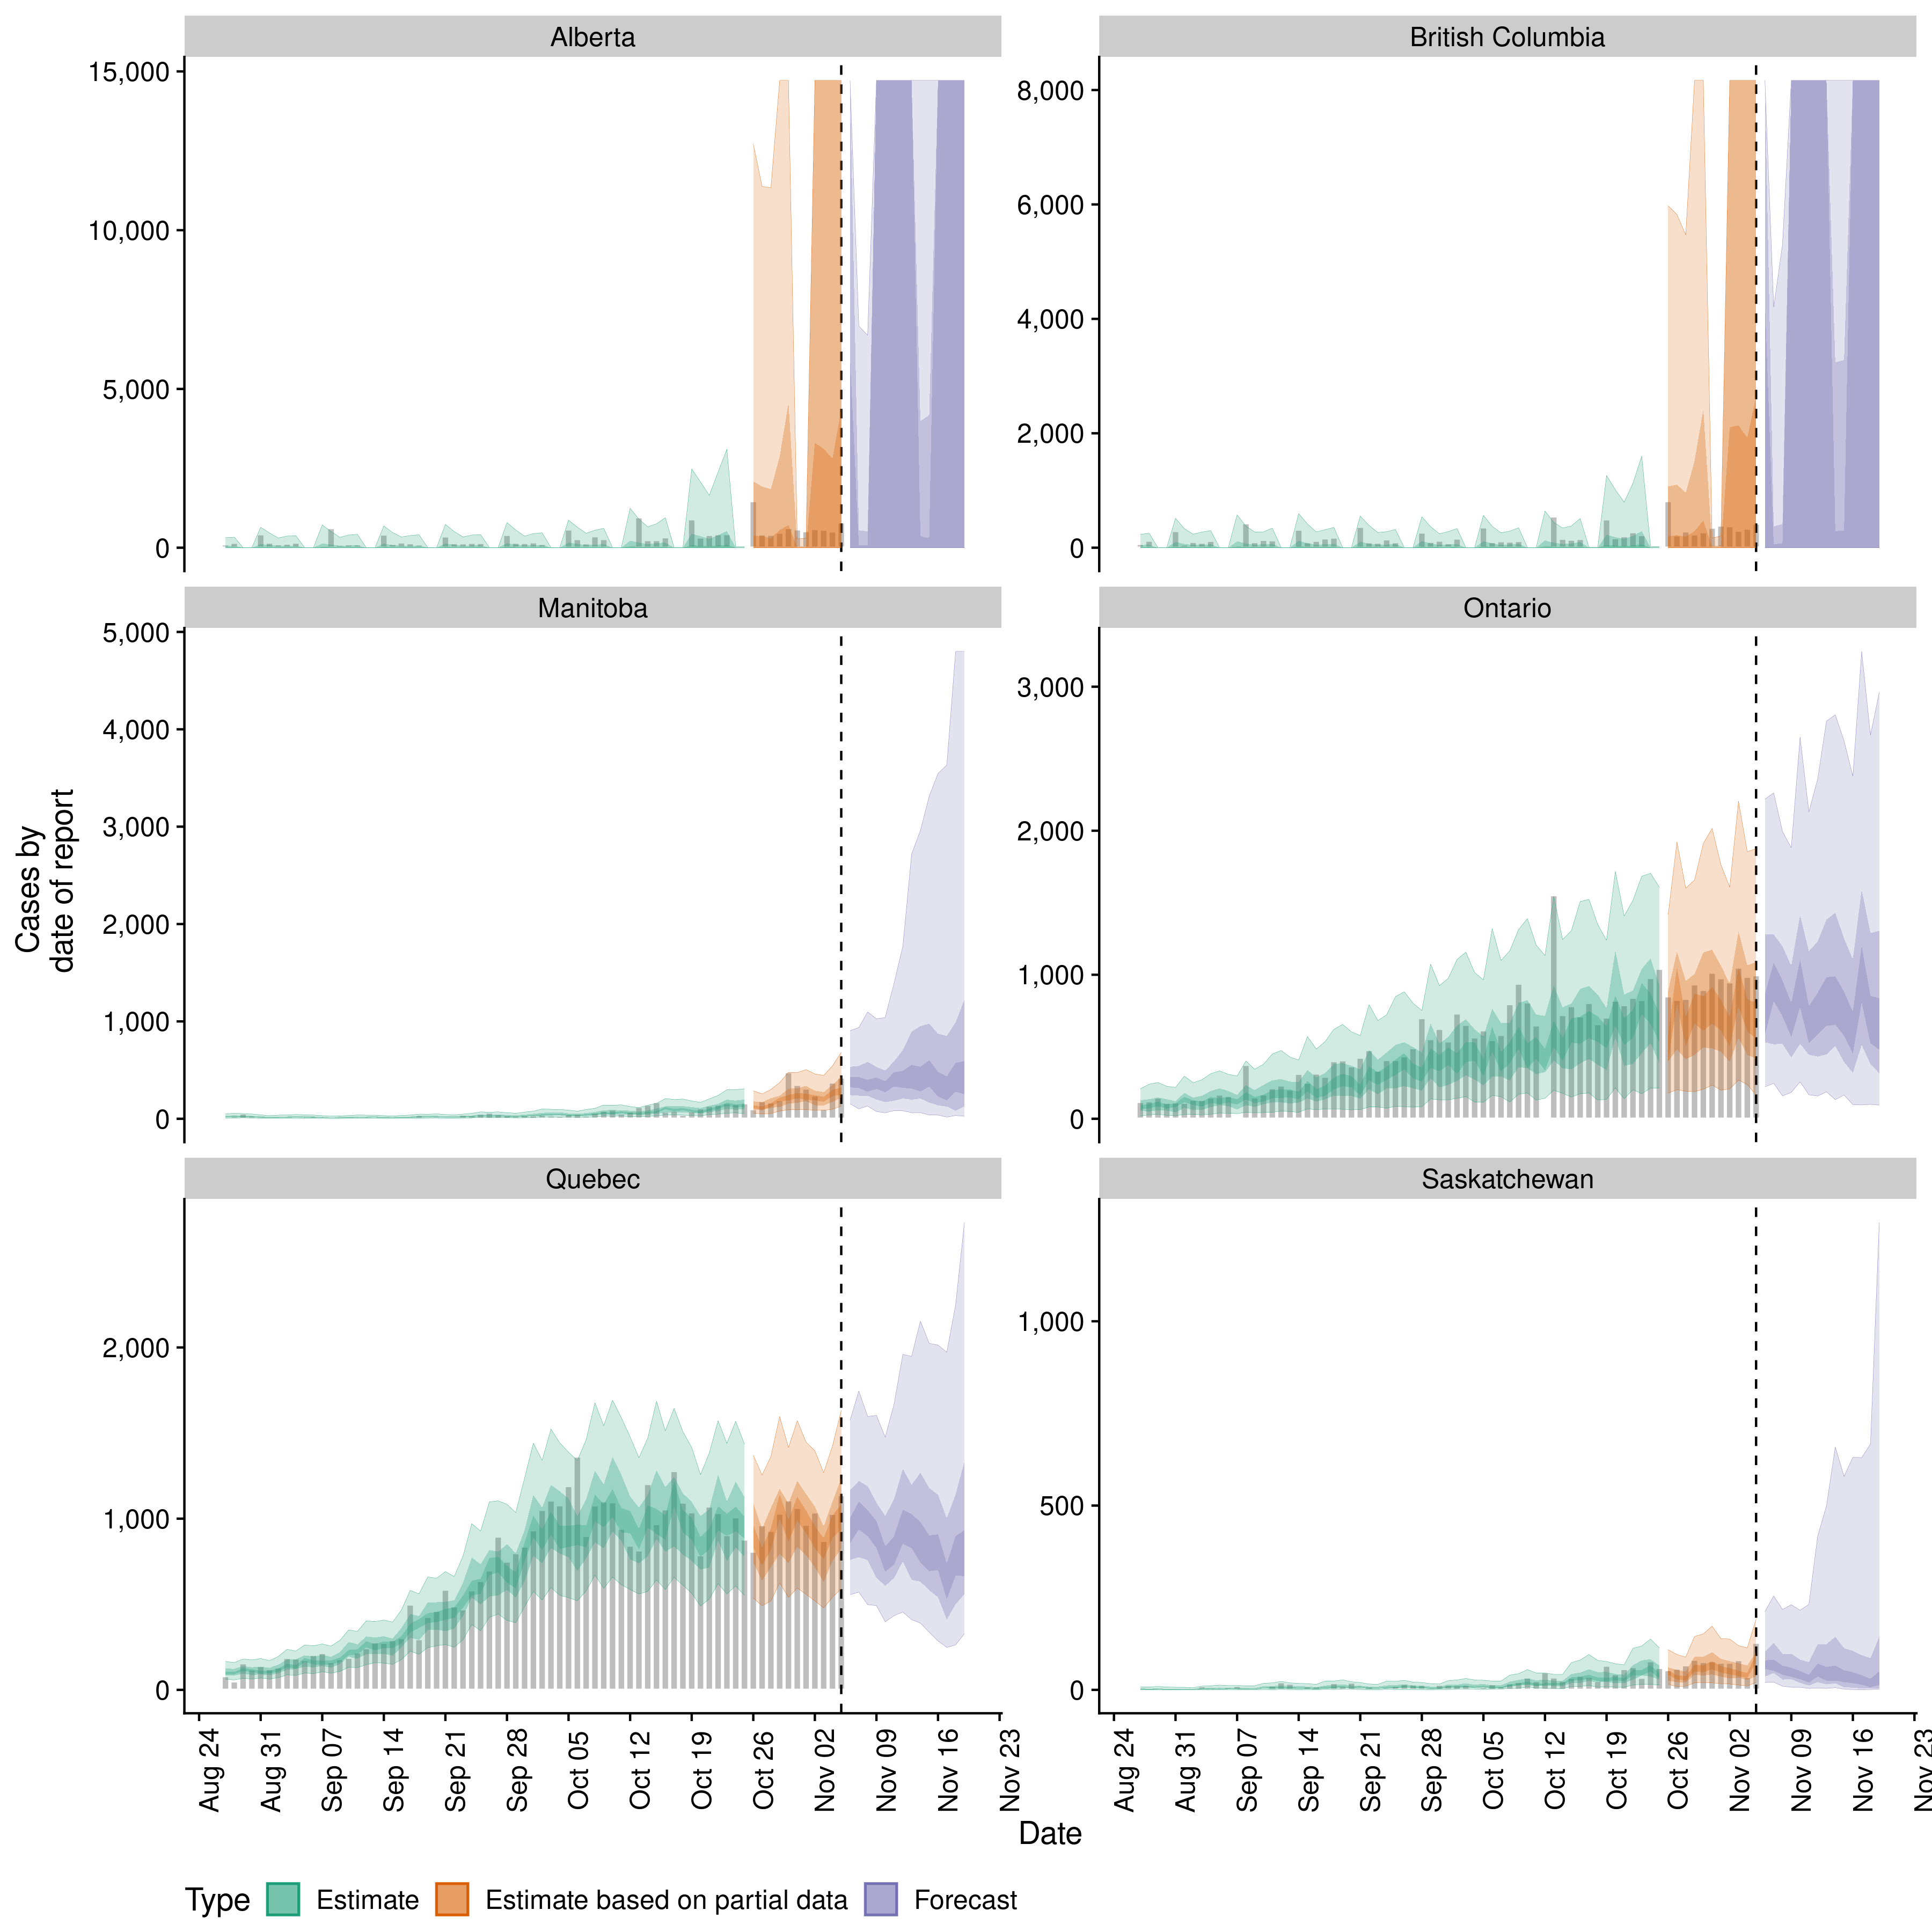 Alberta
British Columbia
15,000
10,000
5,000
0
8,000
6,000
4,000
2,000
0
Manitoba
Ontario
5,000
4,000
3,000
2,000
1,000
0
3,000
2,000
1,000
0
Cases by
date of report
Quebec
Saskatchewan
2,000
1,000
0
1,000
500
0
Aug 24
Aug 31
Sep 07
Sep 14
Sep 21
Sep 28
Oct 05
Oct 12
Oct 19
Oct 26
Nov 02
Nov 09
Nov 16
Nov 23
Aug 24
Aug 31
Sep 07
Sep 14
Sep 21
Sep 28
Oct 05
Oct 12
Oct 19
Oct 26
Nov 02
Nov 09
Nov 16
Nov 23
Date
Type Estimate Estimate based on partial data Forecast